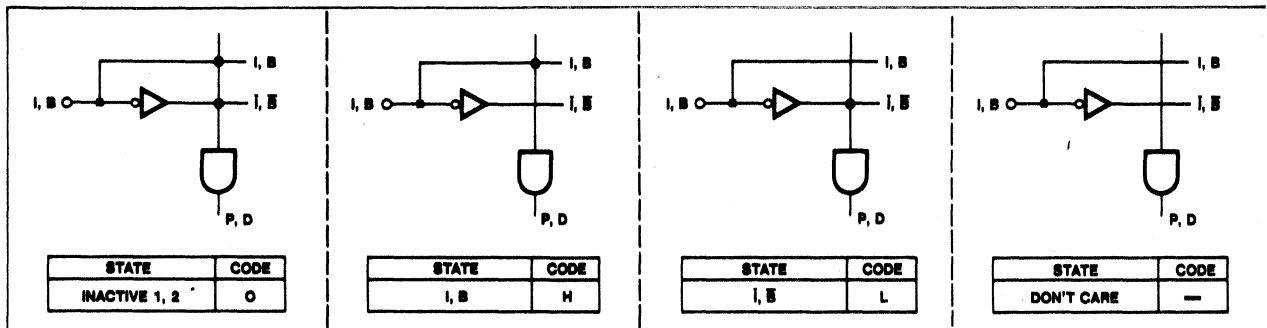 I, B
I, B
Ī, B̅
P, D
STATE CODE
INACTIVE 1, 2 O
I, B
I, B
Ī, B̅
P, D
STATE CODE
I, B H
I, B
I, B
Ī, B̅
P, D
STATE CODE
Ī, B̅ L
I, B
I, B
Ī, B̅
P, D
STATE CODE
DON'T CARE —